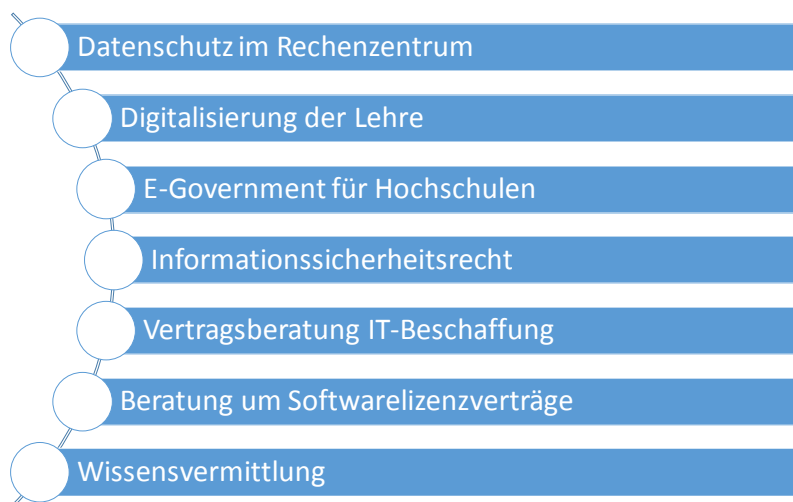 Datenschutz im Rechenzentrum
Digitalisierung der Lehre
E-Government für Hochschulen
Informationssicherheitsrecht
Vertragsberatung IT-Beschaffung
Beratung um Softwarelizenzverträge
Wissensvermittlung